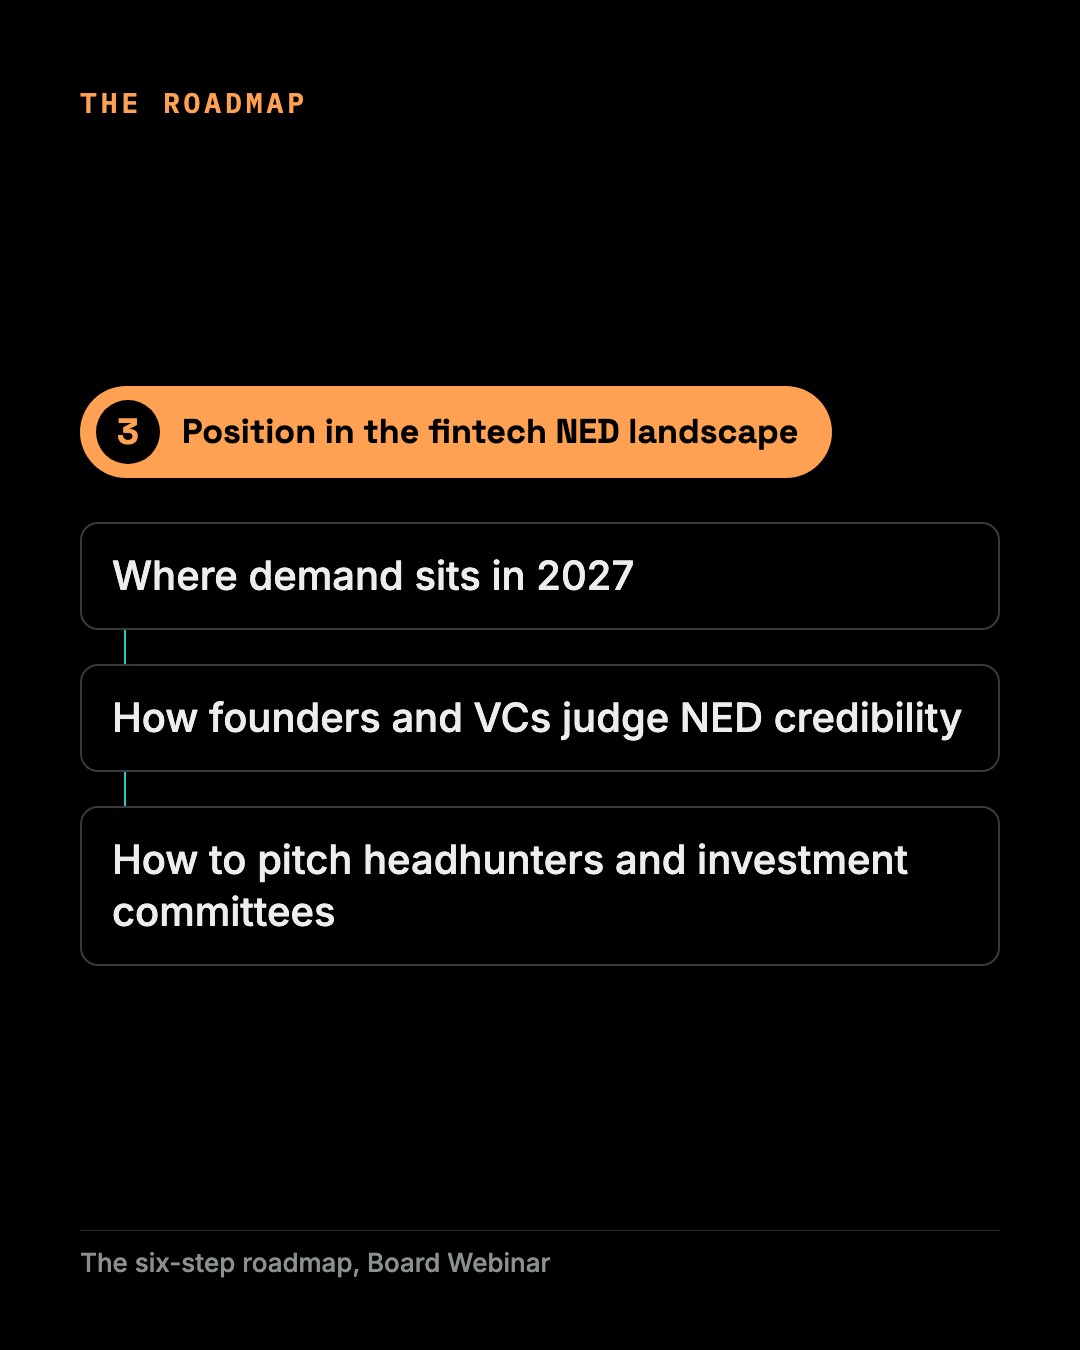 THE ROADMAP
3 Position in the fintech NED landscape
Where demand sits in 2027
How founders and VCs judge NED credibility
How to pitch headhunters and investment
committees
The six-step roadmap, Board Webinar